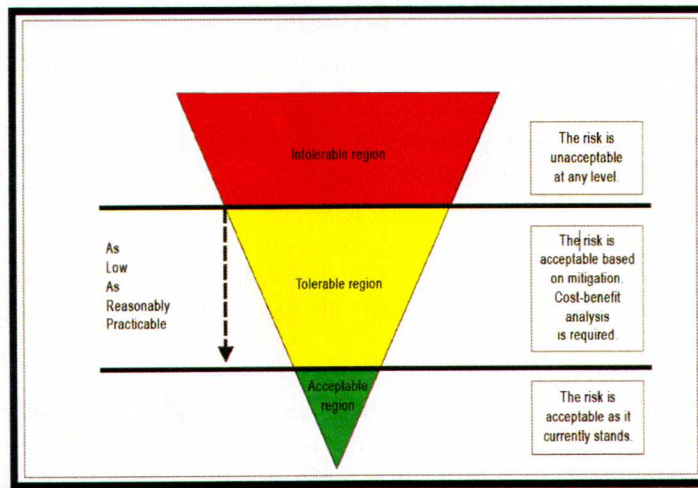 Intolerable region
The risk is
unacceptable
at any level.
As
Low
As
Reasonably
Practicable
Tolerable region
The risk is
acceptable based
on mitigation.
Cost-benefit
analysis
is required.
Acceptable
region
The risk is
acceptable as it
currently stands.